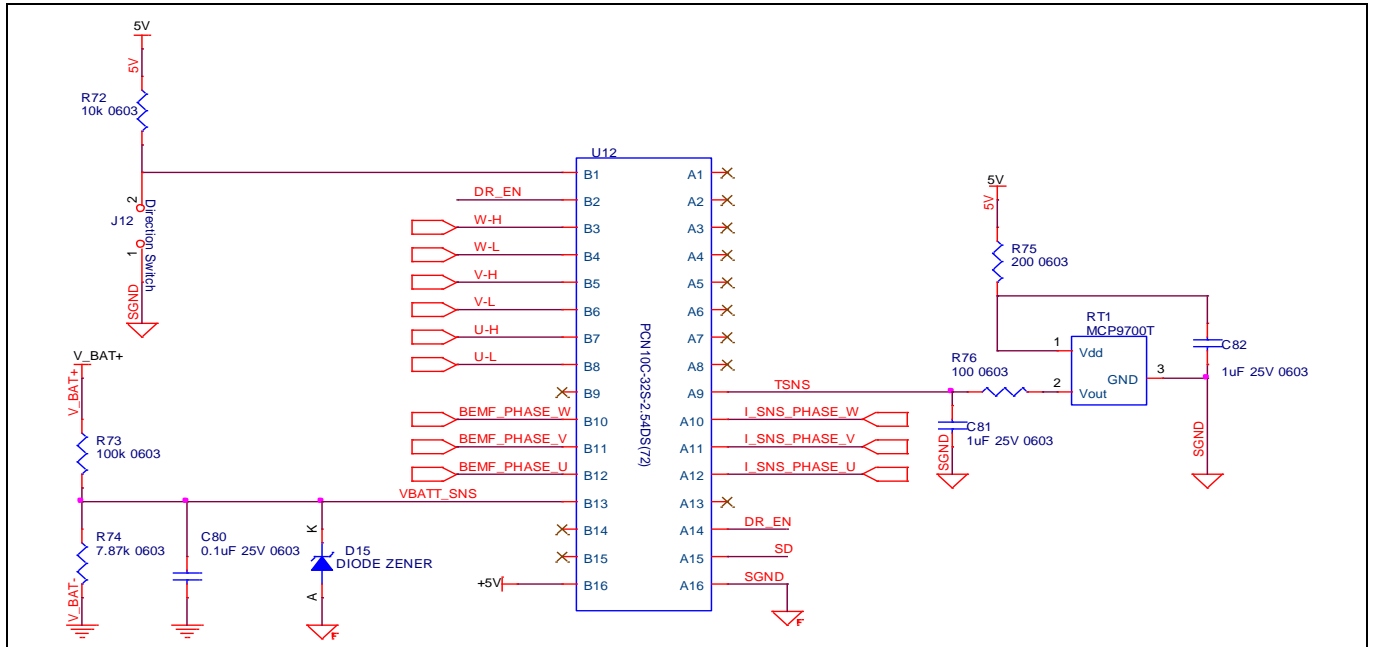 5V
5V
R72
10k 0603
2
J12
1
Direction Switch
SGND
V_BAT+
V_BAT+
R73
100k 0603
R74
7.87k 0603
V_BAT-
C80
0.1uF 25V 0603
K
D15
DIODE ZENER
A
F
VBATT_SNS
+5V
DR_EN
W-H
W-L
V-H
V-L
U-H
U-L
BEMF_PHASE_W
BEMF_PHASE_V
BEMF_PHASE_U
U12
B1
B2
B3
B4
B5
B6
B7
B8
B9
B10
B11
B12
B13
B14
B15
B16
PCN10C-32S-2.54DS(72)
A1
A2
A3
A4
A5
A6
A7
A8
A9
A10
A11
A12
A13
A14
A15
A16
TSNS
I_SNS_PHASE_W
I_SNS_PHASE_V
I_SNS_PHASE_U
DR_EN
SD
SGND
F
5V
5V
R75
200 0603
RT1
MCP9700T
1
Vdd
GND
3
2
Vout
R76
100 0603
C81
1uF 25V 0603
SGND
C82
1uF 25V 0603
SGND